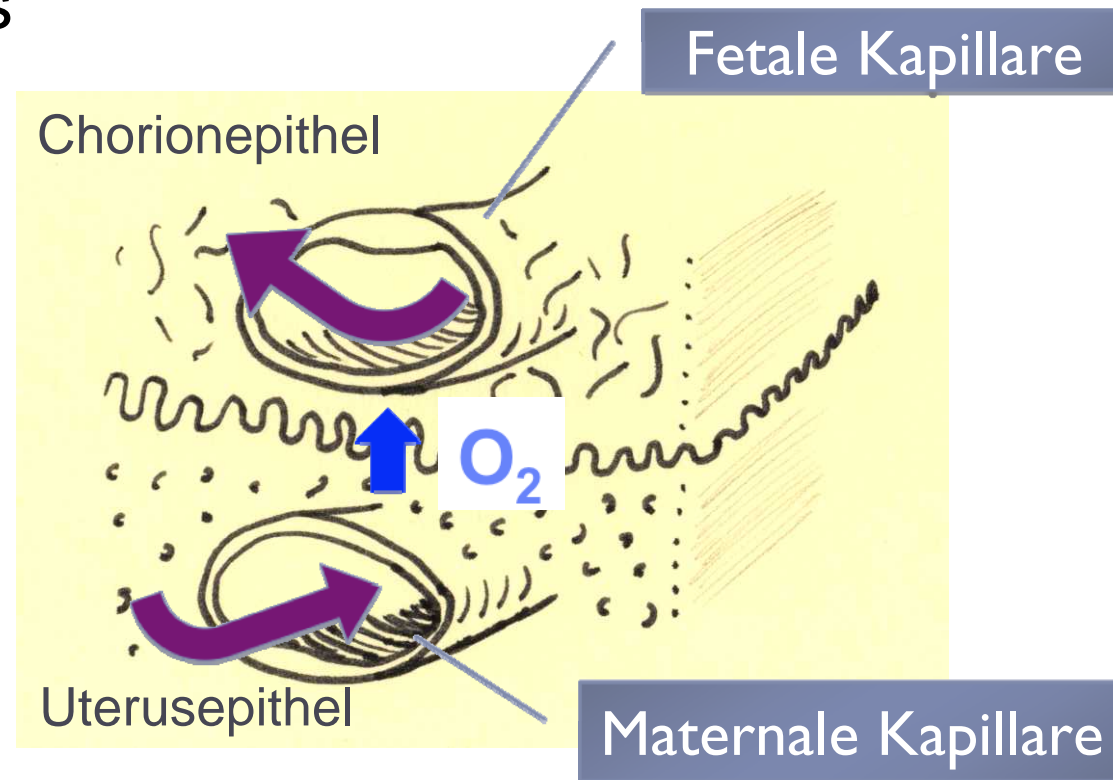 s
Fetale Kapillare
Chorionepithel
O₂
Uterusepithel
Maternale Kapillare